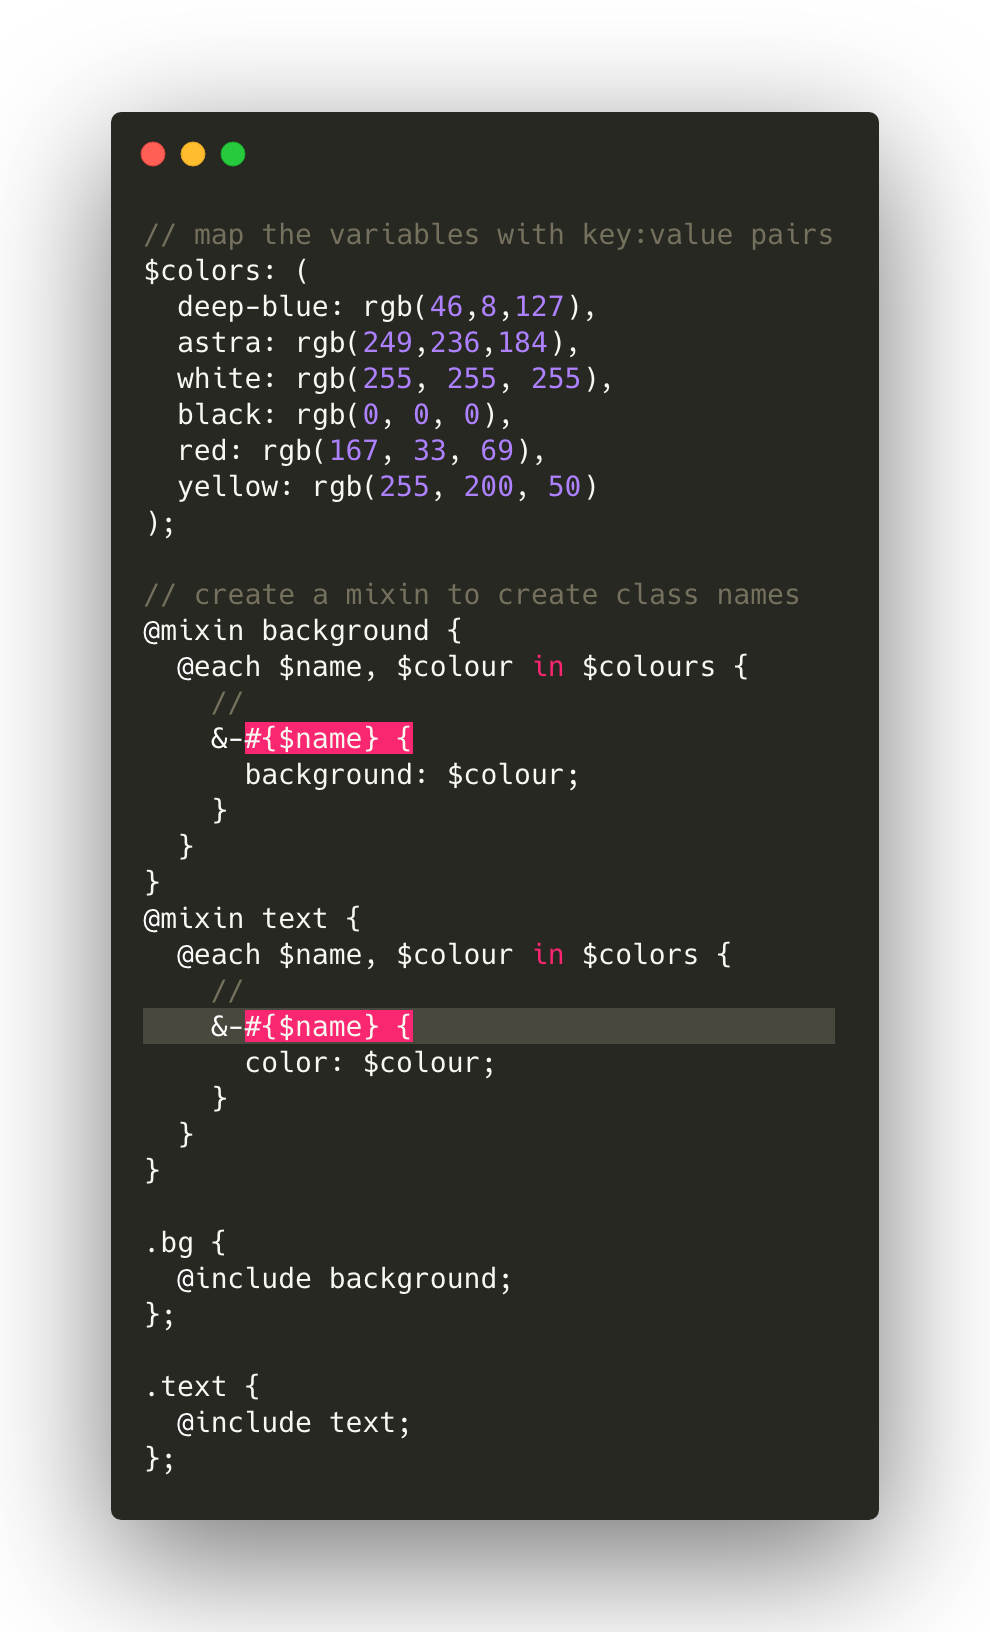 // map the variables with key:value pairs
$colors: (
  deep-blue: rgb(46,8,127),
  astra: rgb(249,236,184),
  white: rgb(255, 255, 255),
  black: rgb(0, 0, 0),
  red: rgb(167, 33, 69),
  yellow: rgb(255, 200, 50)
);

// create a mixin to create class names
@mixin background {
  @each $name, $colour in $colours {
    //
    &-#{$name} {
      background: $colour;
    }
  }
}
@mixin text {
  @each $name, $colour in $colors {
    //
    &-#{$name} {
      color: $colour;
    }
  }
}

.bg {
  @include background;
};

.text {
  @include text;
};